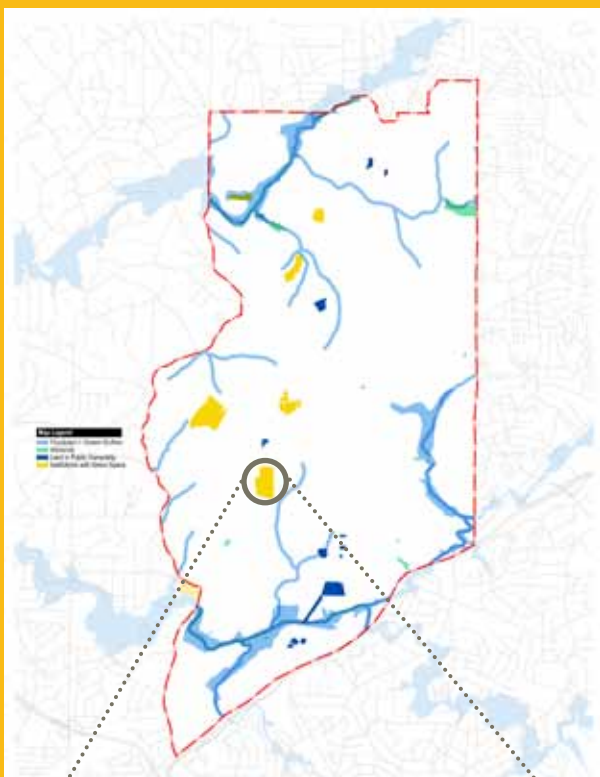 Map Legend
Floodplain & Stream Buffers
Wetlands
Land in Public Ownership
Institutions with Green Space